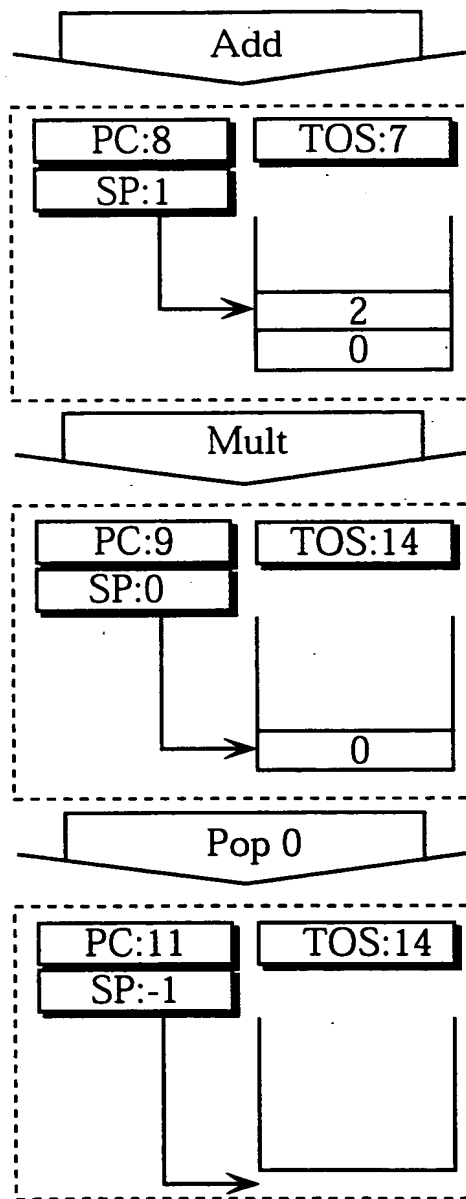 Add
PC:8 TOS:7
SP:1
2
0
Mult
PC:9 TOS:14
SP:0
0
Pop 0
PC:11 TOS:14
SP:-1